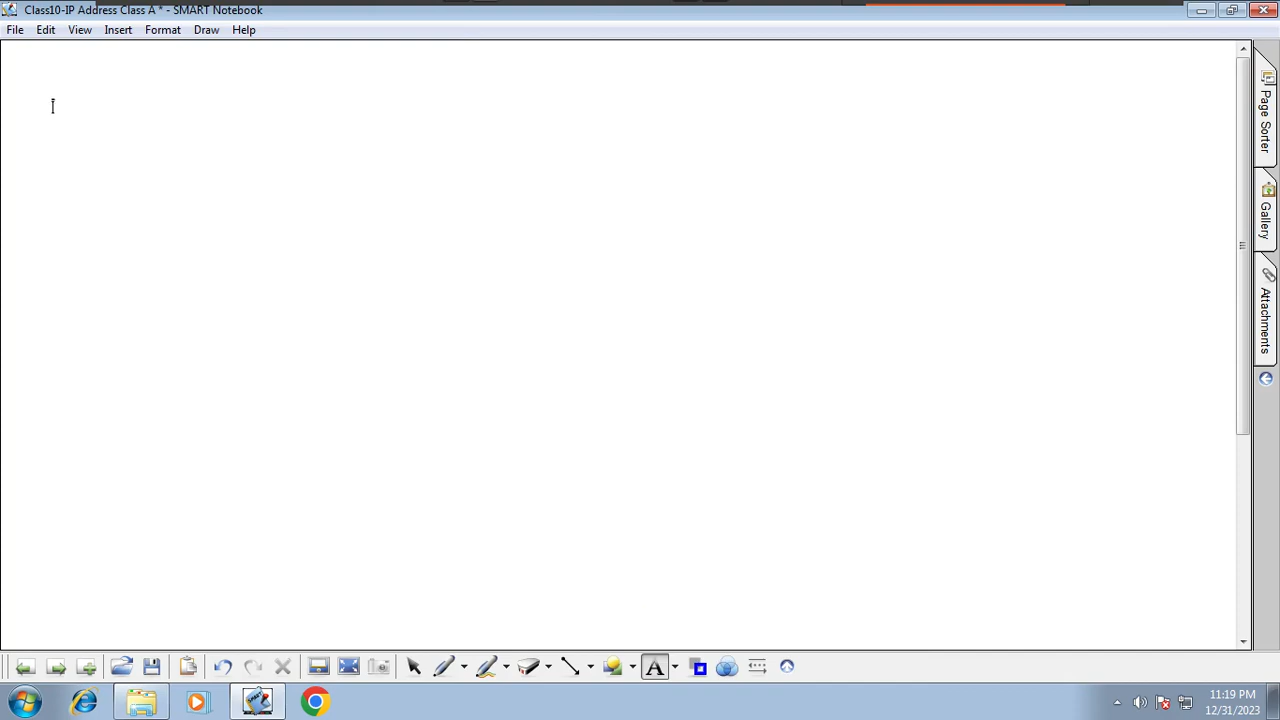 Class10-IP Address Class A * - SMART Notebook
File Edit View Insert Format Draw Help
Page Sorter
Gallery
Attachments
A
11:19 PM
12/31/2023